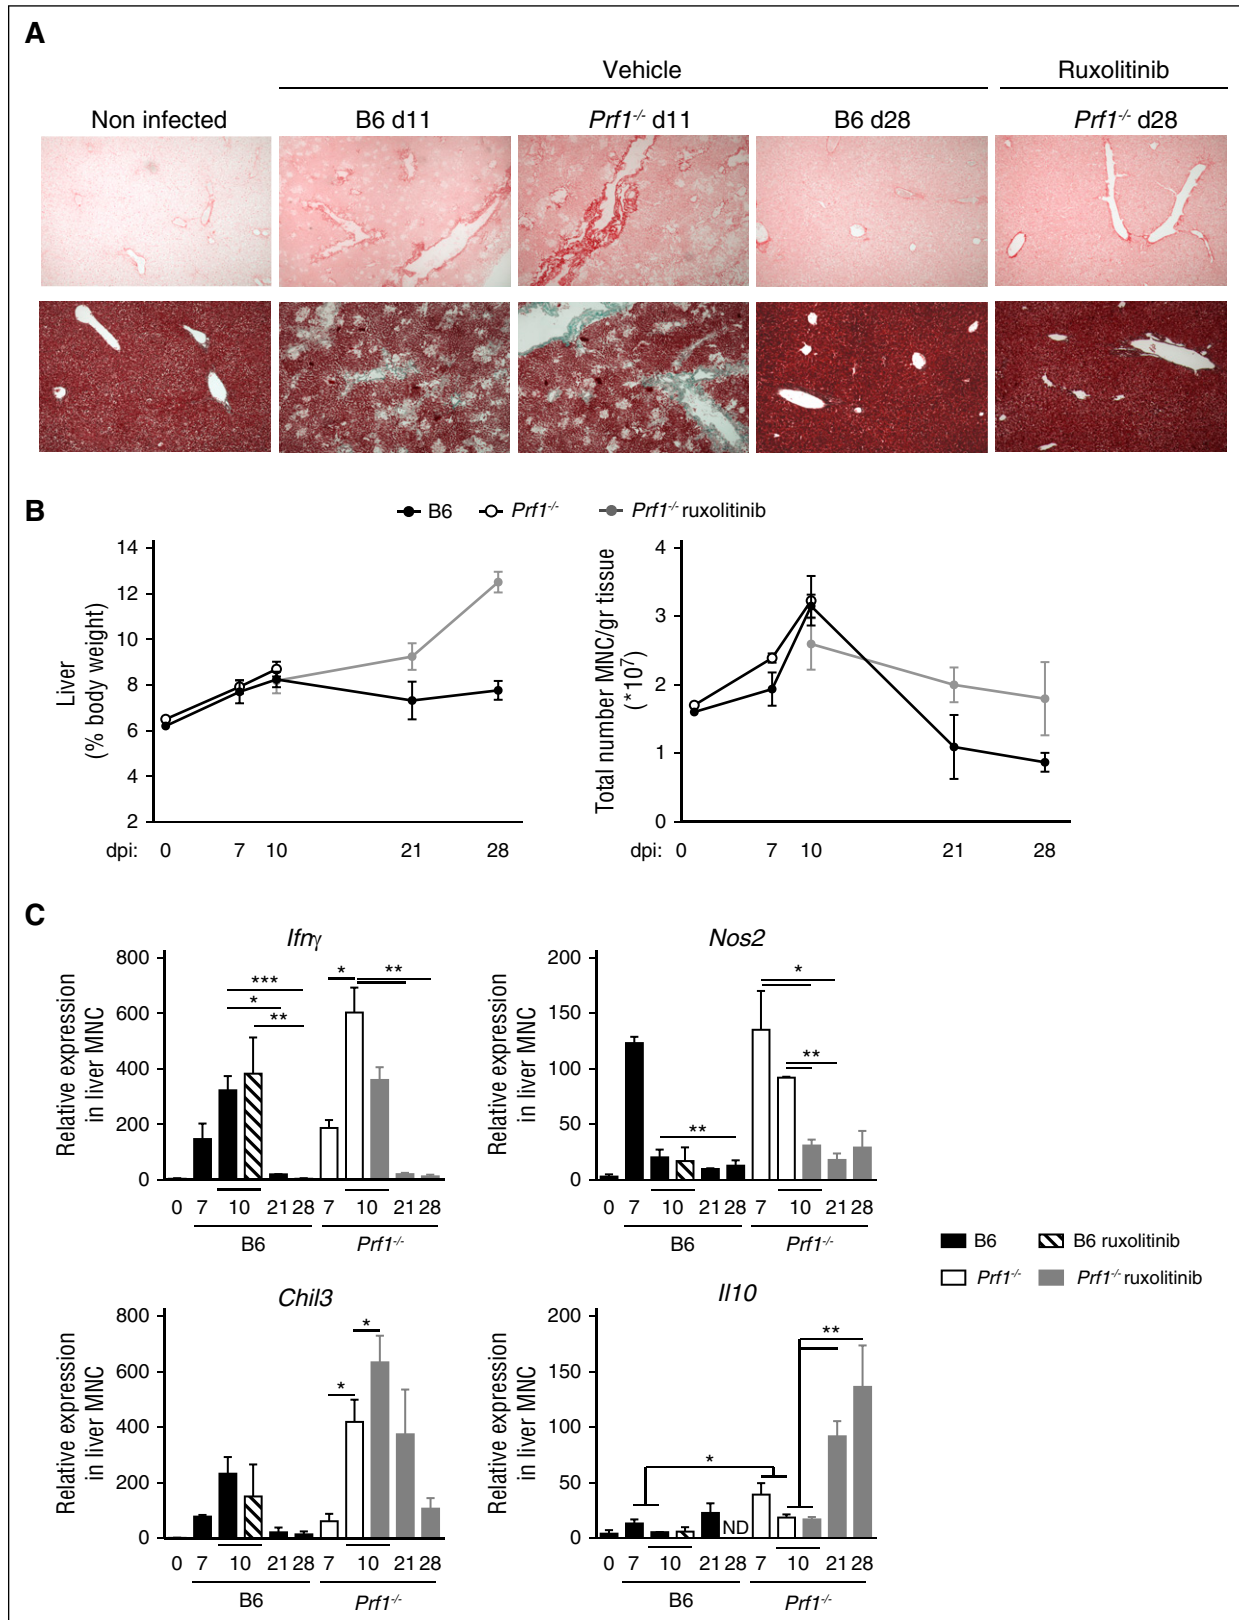 A
Vehicle
Ruxolitinib
Non infected
B6 d11
Prf1-/- d11
B6 d28
Prf1-/- d28
B
B6
Prf1-/-
Prf1-/- ruxolitinib
Liver
(% body weight)
14
12
10
8
6
4
2
dpi: 0 7 10 21 28
Total number MNC/gr tissue
(*10⁷)
4
3
2
1
0
dpi: 0 7 10 21 28
C
Ifnγ
Relative expression
in liver MNC
800
600
400
200
0
***
*
**
*
**
0 7 10 21 28 7 10 21 28
B6
Prf1-/-
Nos2
Relative expression
in liver MNC
200
150
100
50
0
**
*
**
0 7 10 21 28 7 10 21 28
B6
Prf1-/-
B6
B6 ruxolitinib
Prf1-/-
Prf1-/- ruxolitinib
Chil3
Relative expression
in liver MNC
800
600
400
200
0
*
*
0 7 10 21 28 7 10 21 28
B6
Prf1-/-
Il10
Relative expression
in liver MNC
200
150
100
50
0
*
**
ND
0 7 10 21 28 7 10 21 28
B6
Prf1-/-